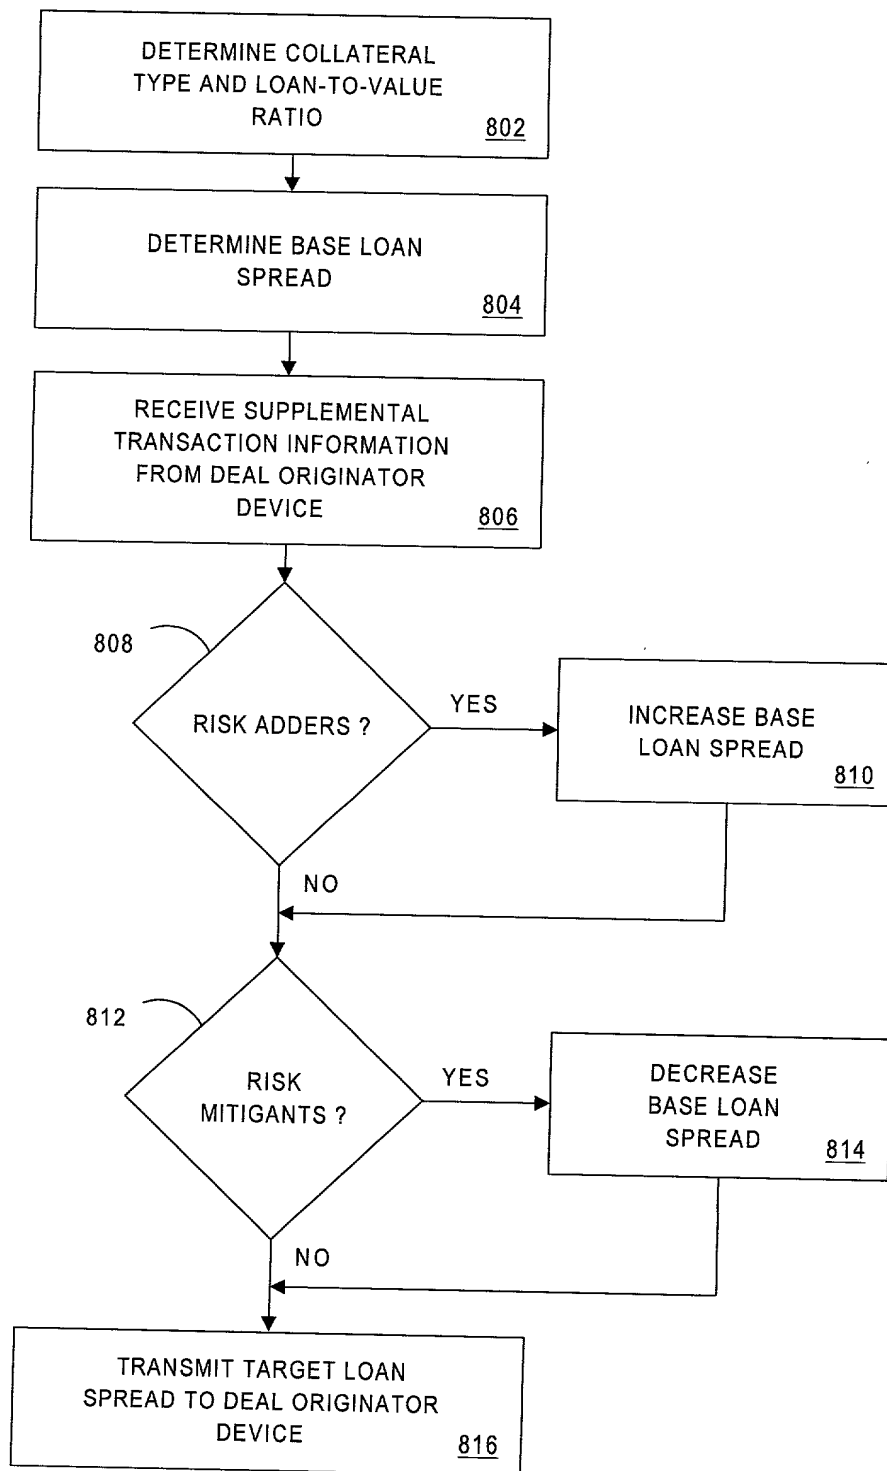 DETERMINE COLLATERAL
TYPE AND LOAN-TO-VALUE
RATIO
802
DETERMINE BASE LOAN
SPREAD
804
RECEIVE SUPPLEMENTAL
TRANSACTION INFORMATION
FROM DEAL ORIGINATOR
DEVICE
806
808
RISK ADDERS ?
YES
INCREASE BASE
LOAN SPREAD
810
NO
812
RISK
MITIGANTS ?
YES
DECREASE
BASE LOAN
SPREAD
814
NO
TRANSMIT TARGET LOAN
SPREAD TO DEAL ORIGINATOR
DEVICE
816